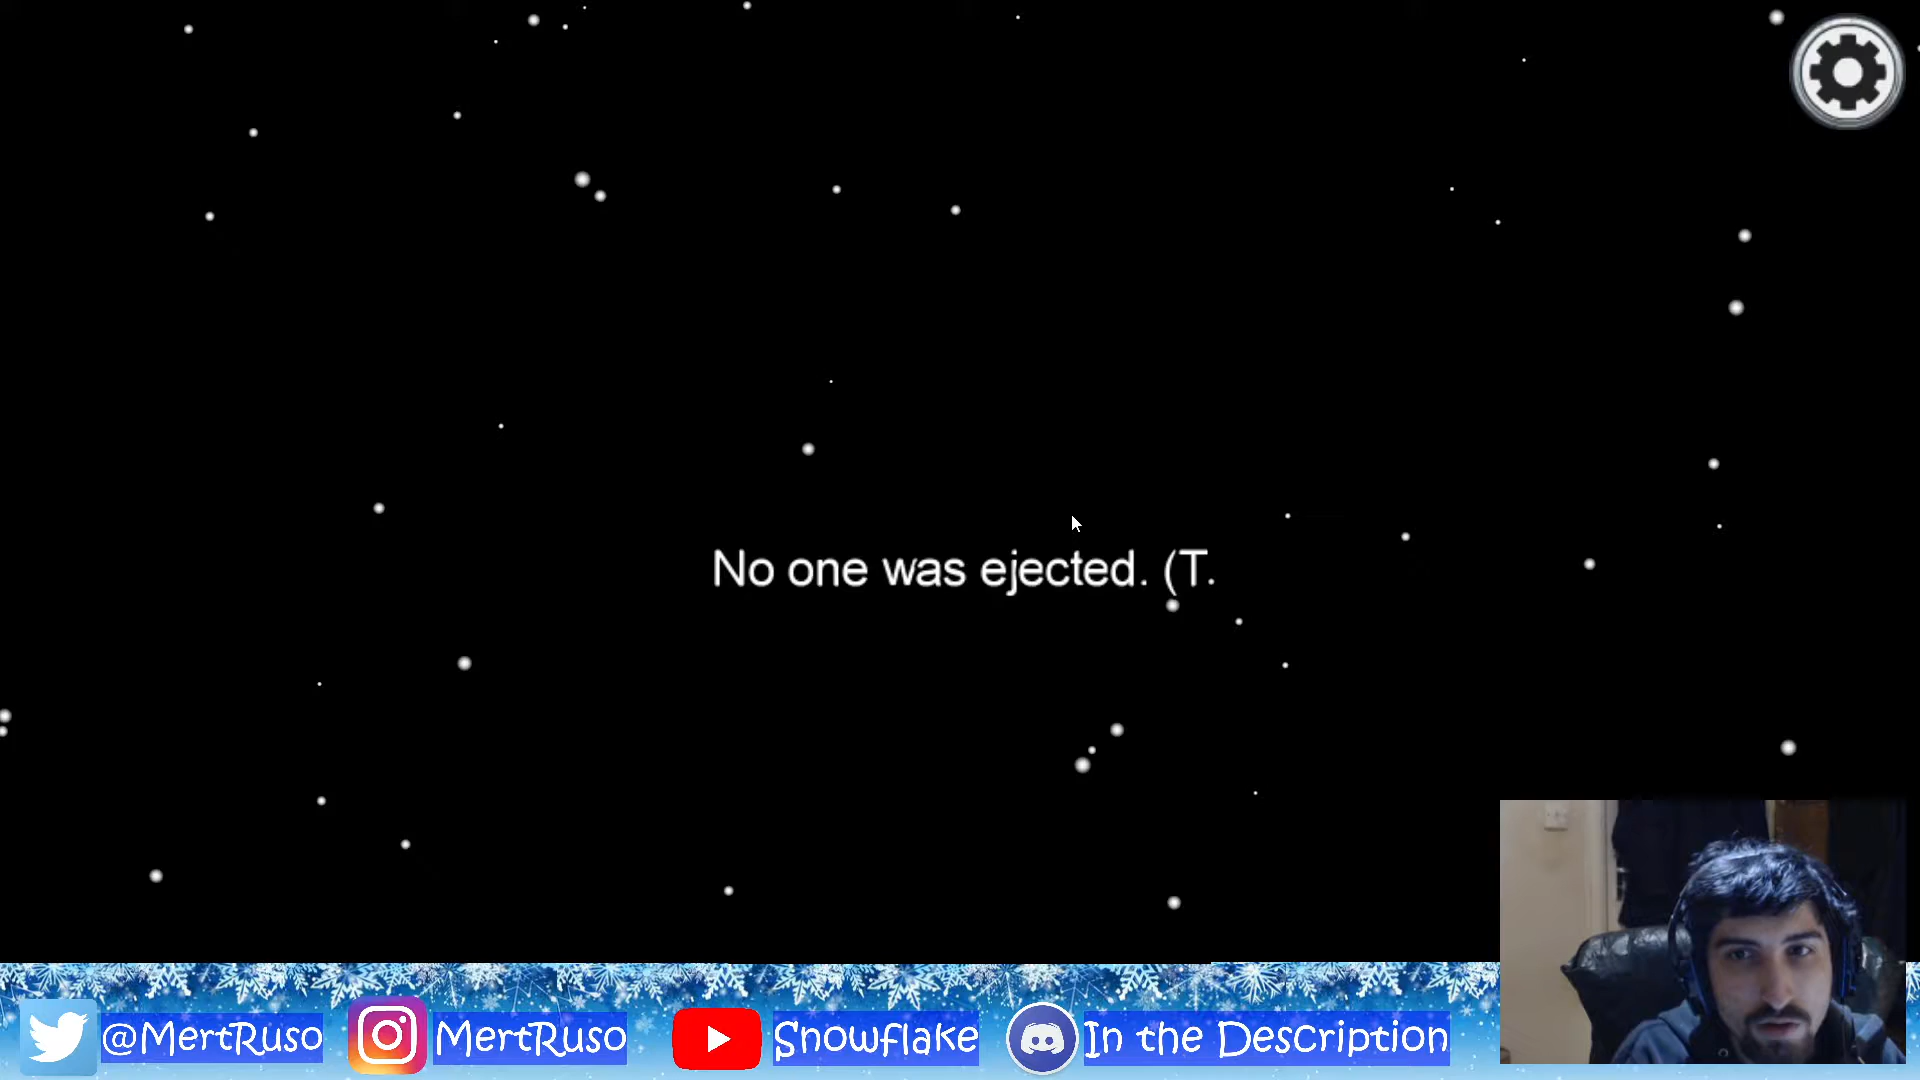 No one was ejected. (T.
@MertRuso MertRuso Snowflake In the Description